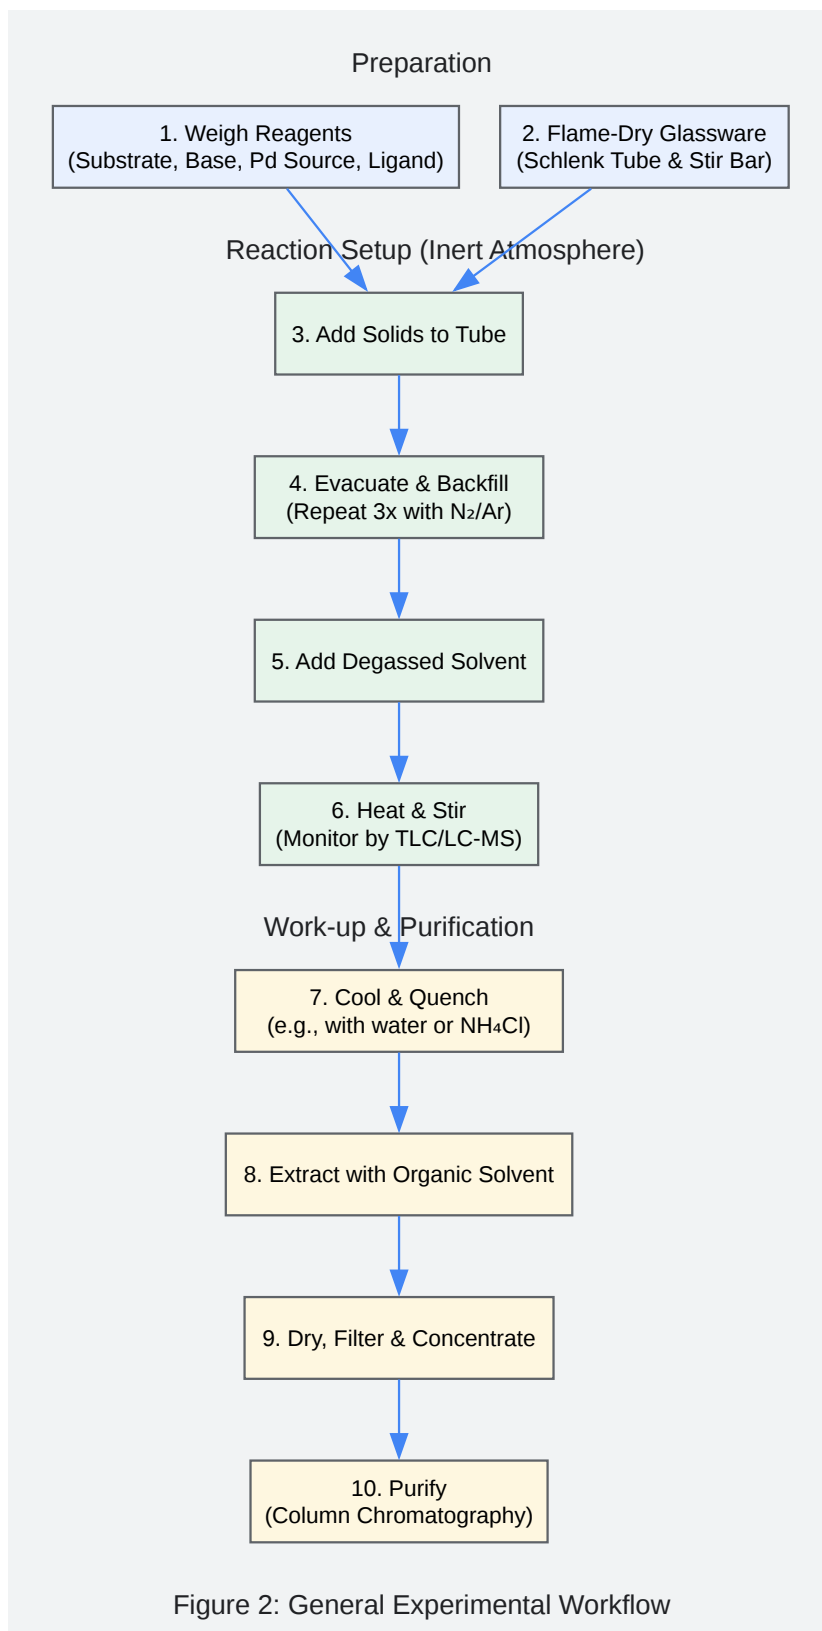 Preparation
1. Weigh Reagents
(Substrate, Base, Pd Source, Ligand)
2. Flame-Dry Glassware
(Schlenk Tube & Stir Bar)
Reaction Setup (Inert Atmosphere)
3. Add Solids to Tube
4. Evacuate & Backfill
(Repeat 3x with N₂/Ar)
5. Add Degassed Solvent
6. Heat & Stir
(Monitor by TLC/LC-MS)
Work-up & Purification
7. Cool & Quench
(e.g., with water or NH₄Cl)
8. Extract with Organic Solvent
9. Dry, Filter & Concentrate
10. Purify
(Column Chromatography)
Figure 2: General Experimental Workflow